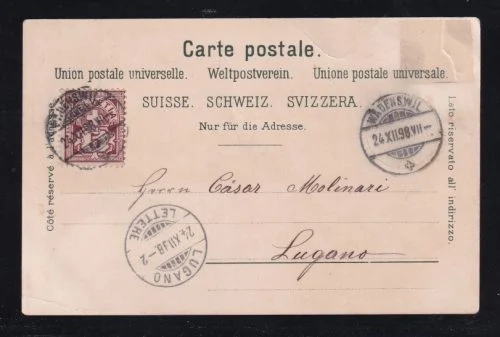 Carte postale.
Union postale universelle. Weltpostverein. Unione postale universale.
SUISSE. SCHWEIZ. SVIZZERA.
Nur für die Adresse.
Côté réservé à
Lato riservato all' indirizzo.
WÄDENSWIL
24.XII.98.VII-
Herrn Cäsar Molinari
Lugano
LETTERE
24.XII.98.-2
LUGANO